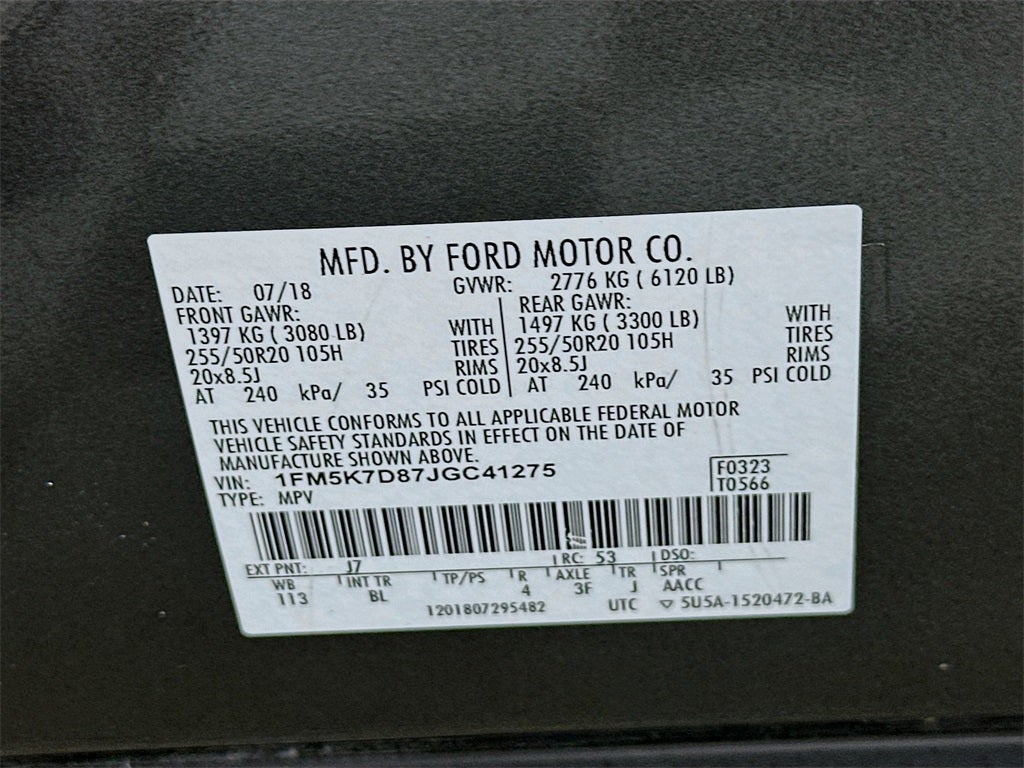 MFD. BY FORD MOTOR CO.
DATE: 07/18 GVWR: 2776 KG ( 6120 LB)
FRONT GAWR: REAR GAWR:
1397 KG ( 3080 LB) WITH 1497 KG ( 3300 LB) WITH
255/50R20 105H TIRES 255/50R20 105H TIRES
20x8.5J RIMS 20x8.5J RIMS
AT 240 kPa/ 35 PSI COLD AT 240 kPa/ 35 PSI COLD
THIS VEHICLE CONFORMS TO ALL APPLICABLE FEDERAL MOTOR
VEHICLE SAFETY STANDARDS IN EFFECT ON THE DATE OF
MANUFACTURE SHOWN ABOVE.
VIN: 1FM5K7D87JGC41275 F0323
TYPE: MPV T0566
EXT PNT: J7 RC: 53 DSO:
WB INT TR TP/PS R AXLE TR SPR
113 BL 4 3F J AACC
1201807295482 UTC ▽ 5U5A-1520472-BA